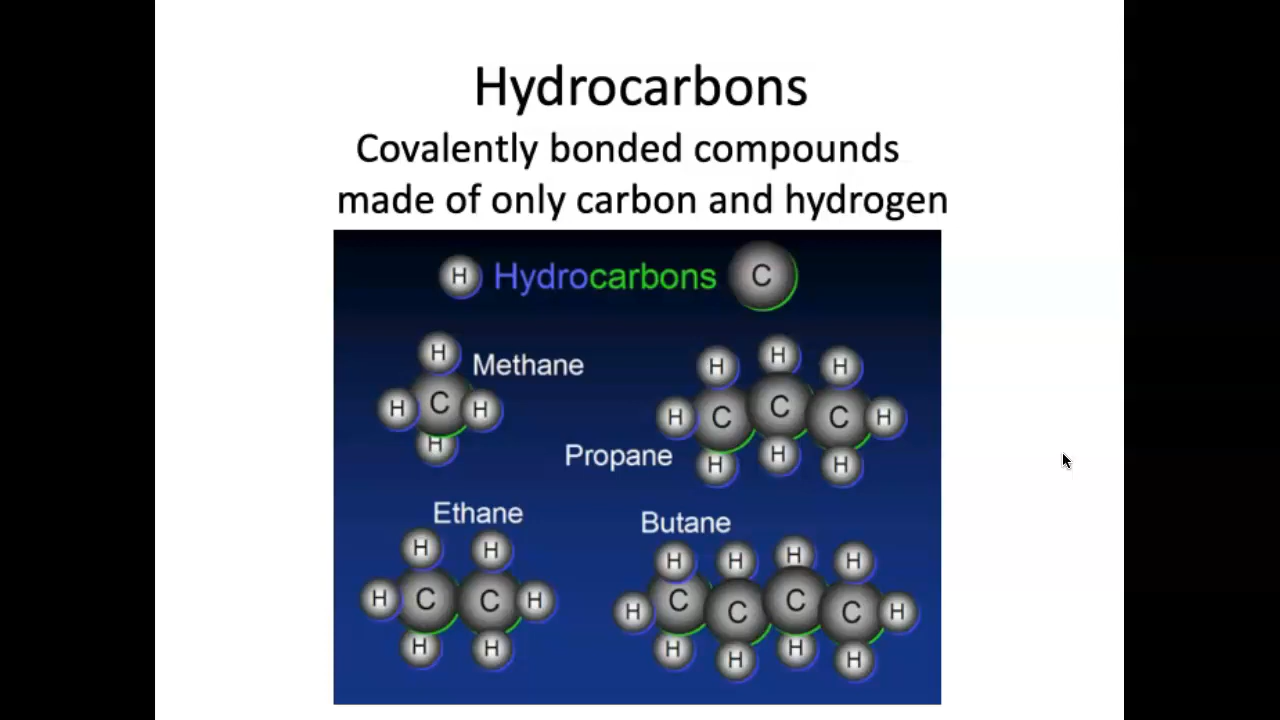 Hydrocarbons
Covalently bonded compounds
made of only carbon and hydrogen
H Hydrocarbons C
H
Methane
H C H
H
H H H
H C C C H
Propane
H H H
Ethane
H H
H C C H
H H
Butane
H H H H
H C C C C H
H H H H